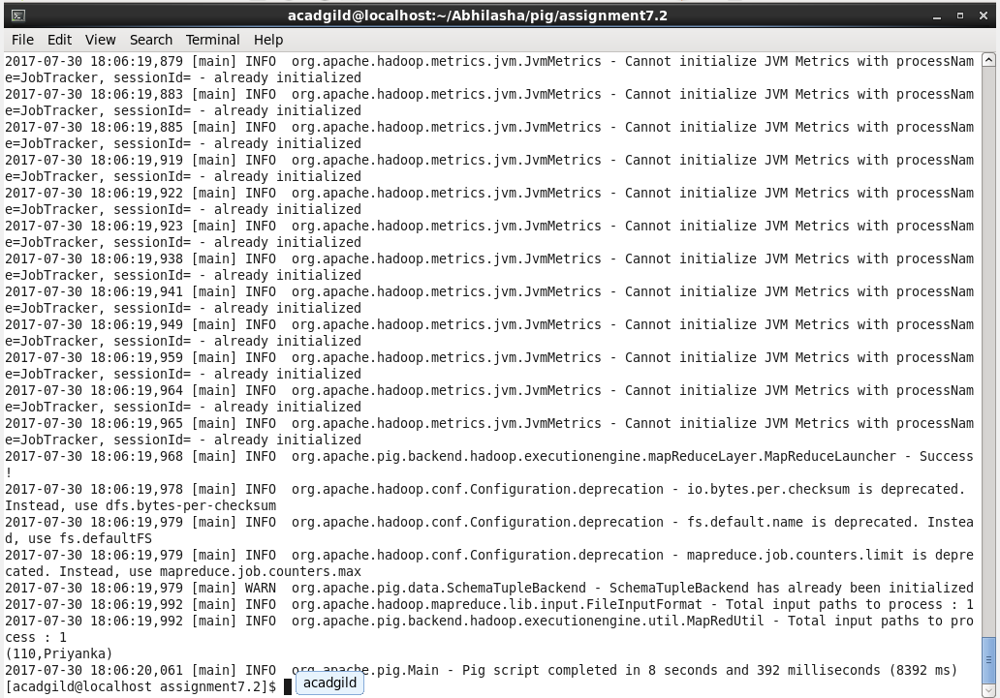 acadgild@localhost:~/Abhilasha/pig/assignment7.2
File Edit View Search Terminal Help
2017-07-30 18:06:19,879 [main] INFO  org.apache.hadoop.metrics.jvm.JvmMetrics - Cannot initialize JVM Metrics with processNam
e=JobTracker, sessionId= - already initialized
2017-07-30 18:06:19,883 [main] INFO  org.apache.hadoop.metrics.jvm.JvmMetrics - Cannot initialize JVM Metrics with processNam
e=JobTracker, sessionId= - already initialized
2017-07-30 18:06:19,885 [main] INFO  org.apache.hadoop.metrics.jvm.JvmMetrics - Cannot initialize JVM Metrics with processNam
e=JobTracker, sessionId= - already initialized
2017-07-30 18:06:19,919 [main] INFO  org.apache.hadoop.metrics.jvm.JvmMetrics - Cannot initialize JVM Metrics with processNam
e=JobTracker, sessionId= - already initialized
2017-07-30 18:06:19,922 [main] INFO  org.apache.hadoop.metrics.jvm.JvmMetrics - Cannot initialize JVM Metrics with processNam
e=JobTracker, sessionId= - already initialized
2017-07-30 18:06:19,923 [main] INFO  org.apache.hadoop.metrics.jvm.JvmMetrics - Cannot initialize JVM Metrics with processNam
e=JobTracker, sessionId= - already initialized
2017-07-30 18:06:19,938 [main] INFO  org.apache.hadoop.metrics.jvm.JvmMetrics - Cannot initialize JVM Metrics with processNam
e=JobTracker, sessionId= - already initialized
2017-07-30 18:06:19,941 [main] INFO  org.apache.hadoop.metrics.jvm.JvmMetrics - Cannot initialize JVM Metrics with processNam
e=JobTracker, sessionId= - already initialized
2017-07-30 18:06:19,949 [main] INFO  org.apache.hadoop.metrics.jvm.JvmMetrics - Cannot initialize JVM Metrics with processNam
e=JobTracker, sessionId= - already initialized
2017-07-30 18:06:19,959 [main] INFO  org.apache.hadoop.metrics.jvm.JvmMetrics - Cannot initialize JVM Metrics with processNam
e=JobTracker, sessionId= - already initialized
2017-07-30 18:06:19,964 [main] INFO  org.apache.hadoop.metrics.jvm.JvmMetrics - Cannot initialize JVM Metrics with processNam
e=JobTracker, sessionId= - already initialized
2017-07-30 18:06:19,965 [main] INFO  org.apache.hadoop.metrics.jvm.JvmMetrics - Cannot initialize JVM Metrics with processNam
e=JobTracker, sessionId= - already initialized
2017-07-30 18:06:19,968 [main] INFO  org.apache.pig.backend.hadoop.executionengine.mapReduceLayer.MapReduceLauncher - Success
!
2017-07-30 18:06:19,978 [main] INFO  org.apache.hadoop.conf.Configuration.deprecation - io.bytes.per.checksum is deprecated.
Instead, use dfs.bytes-per-checksum
2017-07-30 18:06:19,979 [main] INFO  org.apache.hadoop.conf.Configuration.deprecation - fs.default.name is deprecated. Instea
d, use fs.defaultFS
2017-07-30 18:06:19,979 [main] INFO  org.apache.hadoop.conf.Configuration.deprecation - mapreduce.job.counters.limit is depre
cated. Instead, use mapreduce.job.counters.max
2017-07-30 18:06:19,979 [main] WARN  org.apache.pig.data.SchemaTupleBackend - SchemaTupleBackend has already been initialized
2017-07-30 18:06:19,992 [main] INFO  org.apache.hadoop.mapreduce.lib.input.FileInputFormat - Total input paths to process : 1
2017-07-30 18:06:19,992 [main] INFO  org.apache.pig.backend.hadoop.executionengine.util.MapRedUtil - Total input paths to pro
cess : 1
(110,Priyanka)
2017-07-30 18:06:20,061 [main] INFO  org.apache.pig.Main - Pig script completed in 8 seconds and 392 milliseconds (8392 ms)
[acadgild@localhost assignment7.2]$
acadgild